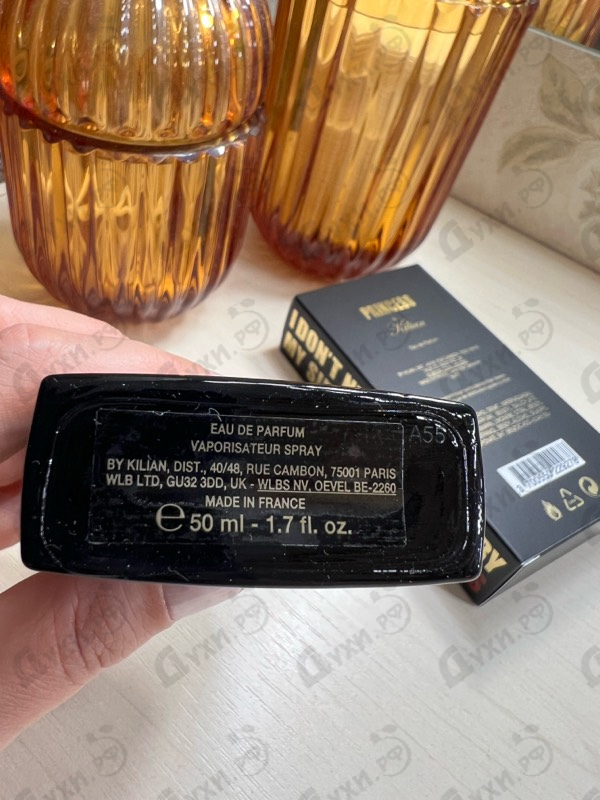 PRINCESS
by Kilian
I DON'T
MY S
EAU DE PARFUM
VAPORISATEUR SPRAY
A55
BY KILIAN, DIST., 40/48, RUE CAMBON, 75001 PARIS
WLB LTD, GU32 3DD, UK - WLBS NV, OEVEL BE-2260
MADE IN FRANCE
℮ 50 ml - 1.7 fl. oz.
RY
Духи.РФ